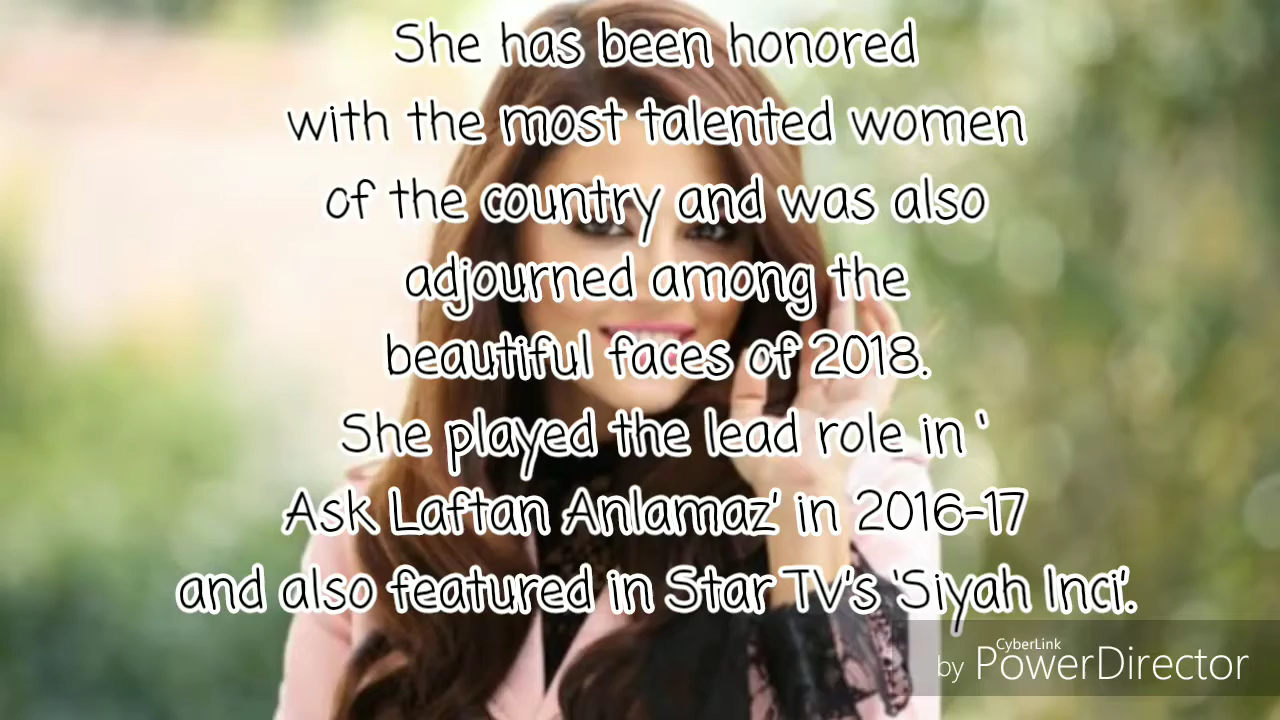 She has been honored
with the most talented women
of the country and was also
adjourned among the
beautiful faces of 2018.
She played the lead role in '
Ask Laftan Anlamaz' in 2016-17
and also featured in Star TV's 'Siyah Inci'.
CyberLink
by PowerDirector